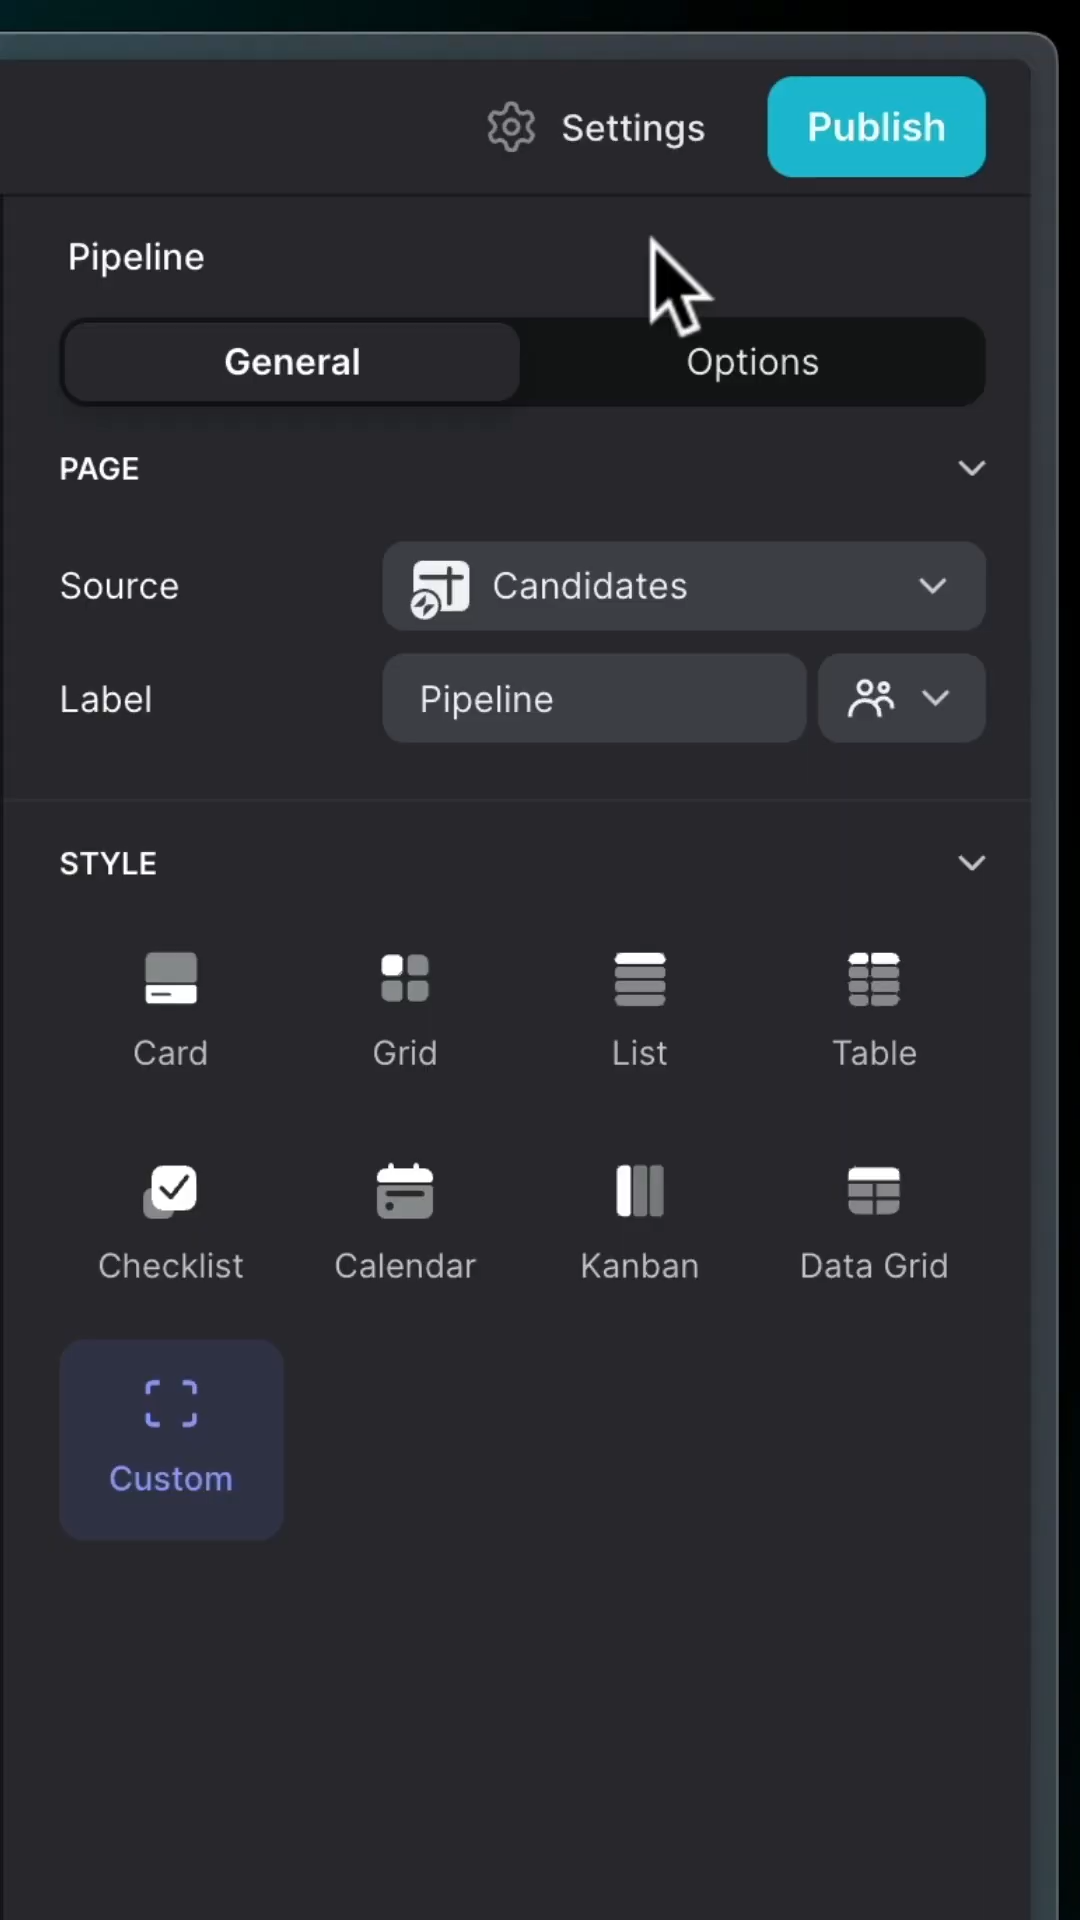 Settings
Publish
Pipeline
General
Options
PAGE
Source
Candidates
Label
Pipeline
STYLE
Card
Grid
List
Table
Checklist
Calendar
Kanban
Data Grid
Custom